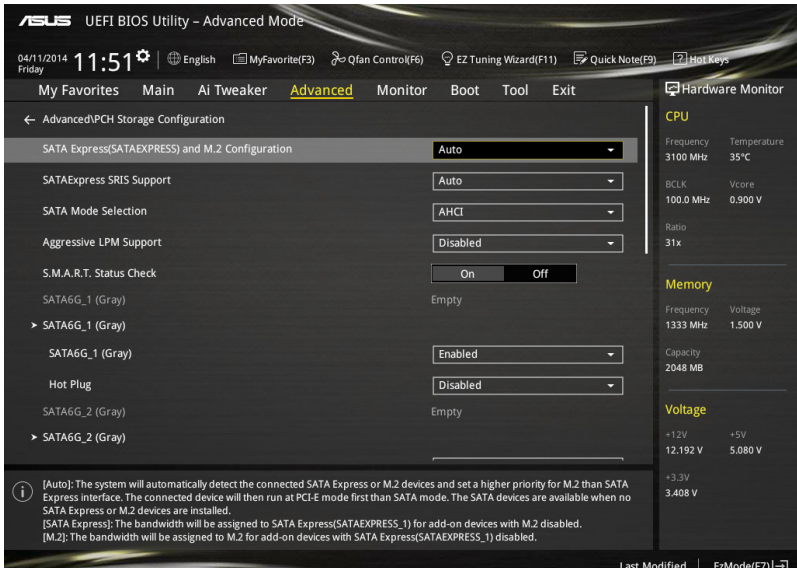 ASUS UEFI BIOS Utility – Advanced Mode
04/11/2014
Friday
11:51
English
MyFavorite(F3)
Qfan Control(F6)
EZ Tuning Wizard(F11)
Quick Note(F9)
? Hot Keys
My Favorites Main Ai Tweaker Advanced Monitor Boot Tool Exit
Hardware Monitor
← Advanced\PCH Storage Configuration
SATA Express(SATAEXPRESS) and M.2 Configuration Auto
SATAExpress SRIS Support Auto
SATA Mode Selection AHCI
Aggressive LPM Support Disabled
S.M.A.R.T. Status Check On Off
SATA6G_1 (Gray) Empty
> SATA6G_1 (Gray)
SATA6G_1 (Gray) Enabled
Hot Plug Disabled
SATA6G_2 (Gray) Empty
> SATA6G_2 (Gray)
CPU
Frequency Temperature
3100 MHz 35°C
BCLK Vcore
100.0 MHz 0.900 V
Ratio
31x
Memory
Frequency Voltage
1333 MHz 1.500 V
Capacity
2048 MB
Voltage
+12V +5V
12.192 V 5.080 V
+3.3V
3.408 V
[Auto]: The system will automatically detect the connected SATA Express or M.2 devices and set a higher priority for M.2 than SATA
Express interface. The connected device will then run at PCI-E mode first than SATA mode. The SATA devices are available when no
SATA Express or M.2 devices are installed.
[SATA Express]: The bandwidth will be assigned to SATA Express(SATAEXPRESS_1) for add-on devices with M.2 disabled.
[M.2]: The bandwidth will be assigned to M.2 for add-on devices with SATA Express(SATAEXPRESS_1) disabled.
Last Modified EzMode(F7)